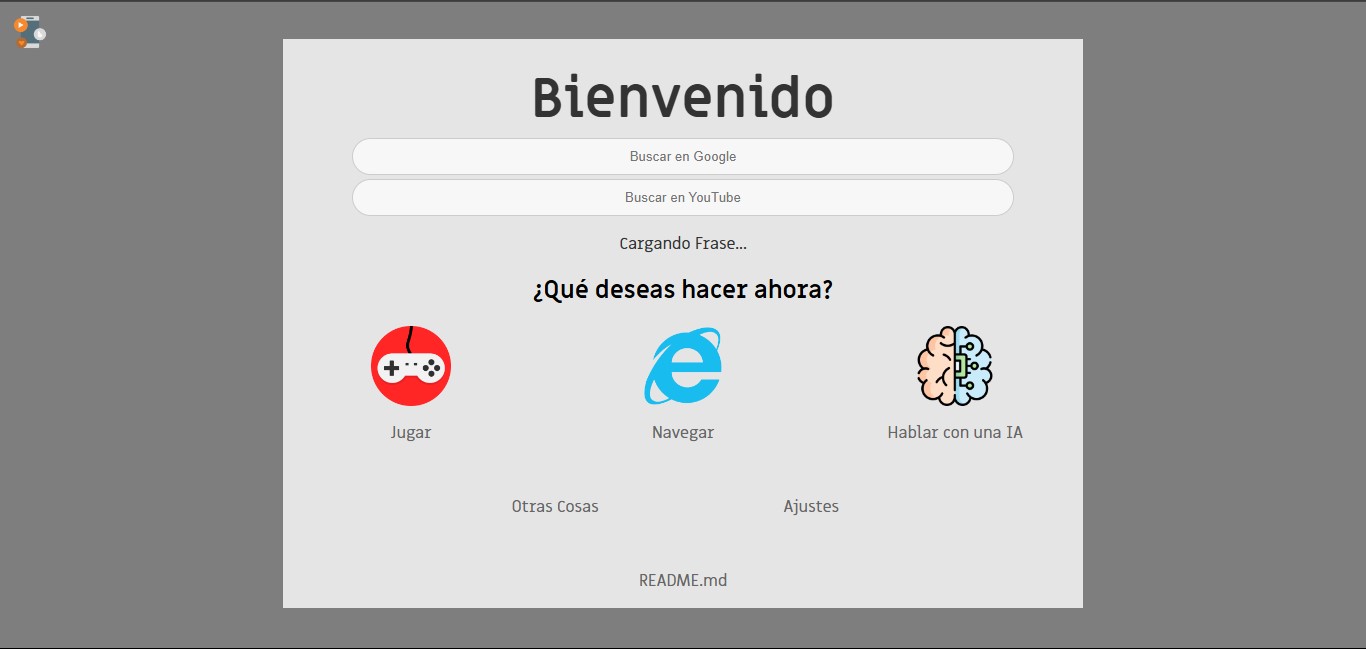 Bienvenido
Buscar en Google
Buscar en YouTube
Cargando Frase...
¿Qué deseas hacer ahora?
Jugar
Navegar
Hablar con una IA
Otras Cosas
Ajustes
README.md